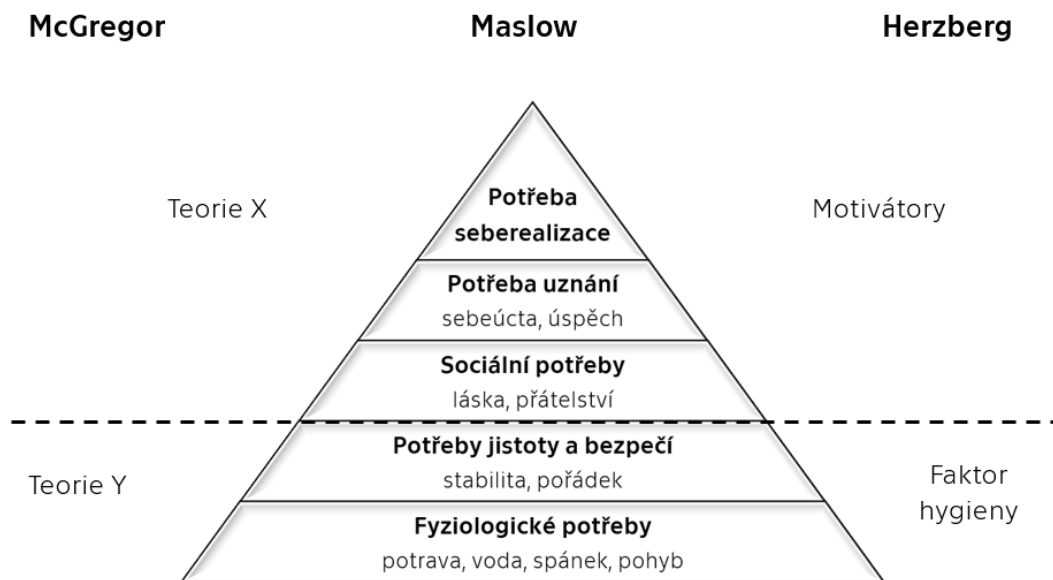 McGregor
Maslow
Herzberg
Teorie X
Potřeba
seberealizace
Motivátory
Potřeba uznání
sebeúcta, úspěch
Sociální potřeby
láska, přátelství
Teorie Y
Potřeby jistoty a bezpečí
stabilita, pořádek
Faktor
hygieny
Fyziologické potřeby
potrava, voda, spánek, pohyb